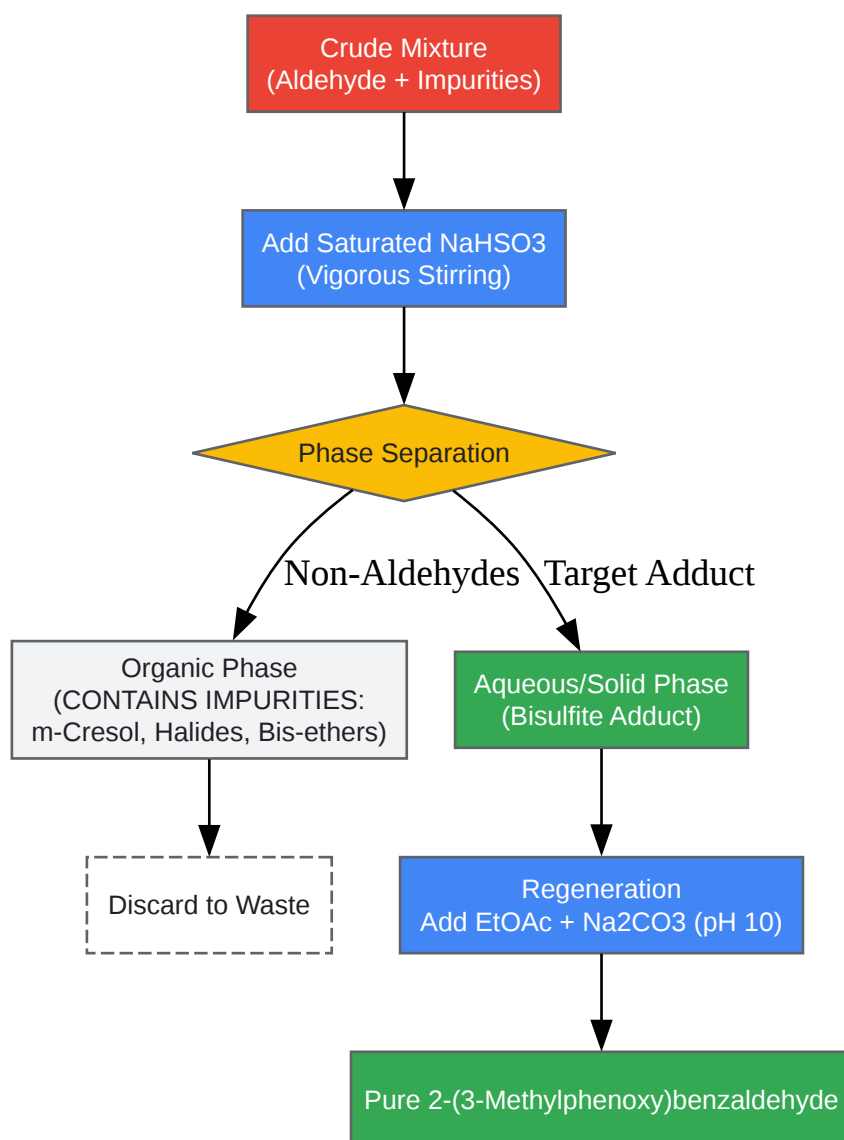 Crude Mixture
(Aldehyde + Impurities)
Add Saturated NaHSO3
(Vigorous Stirring)
Phase Separation
Non-Aldehydes
Target Adduct
Organic Phase
(CONTAINS IMPURITIES:
m-Cresol, Halides, Bis-ethers)
Aqueous/Solid Phase
(Bisulfite Adduct)
Discard to Waste
Regeneration
Add EtOAc + Na2CO3 (pH 10)
Pure 2-(3-Methylphenoxy)benzaldehyde